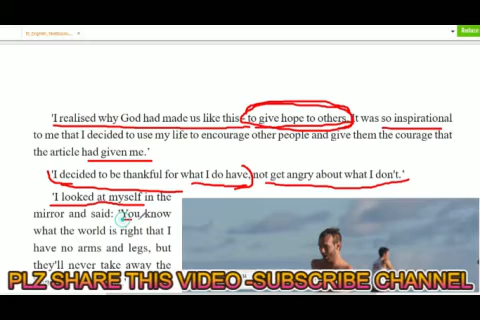 'I realised why God had made us like this - to give hope to others. It was so inspirational
to me that I decided to use my life to encourage other people and give them the courage that
the article had given me.'
'I decided to be thankful for what I do have, not get angry about what I don't.'
'I looked at myself in the
mirror and said: 'You know
what the world is right that I
have no arms and legs, but
they'll never take away the
PLZ SHARE THIS VIDEO -SUBSCRIBE CHANNEL